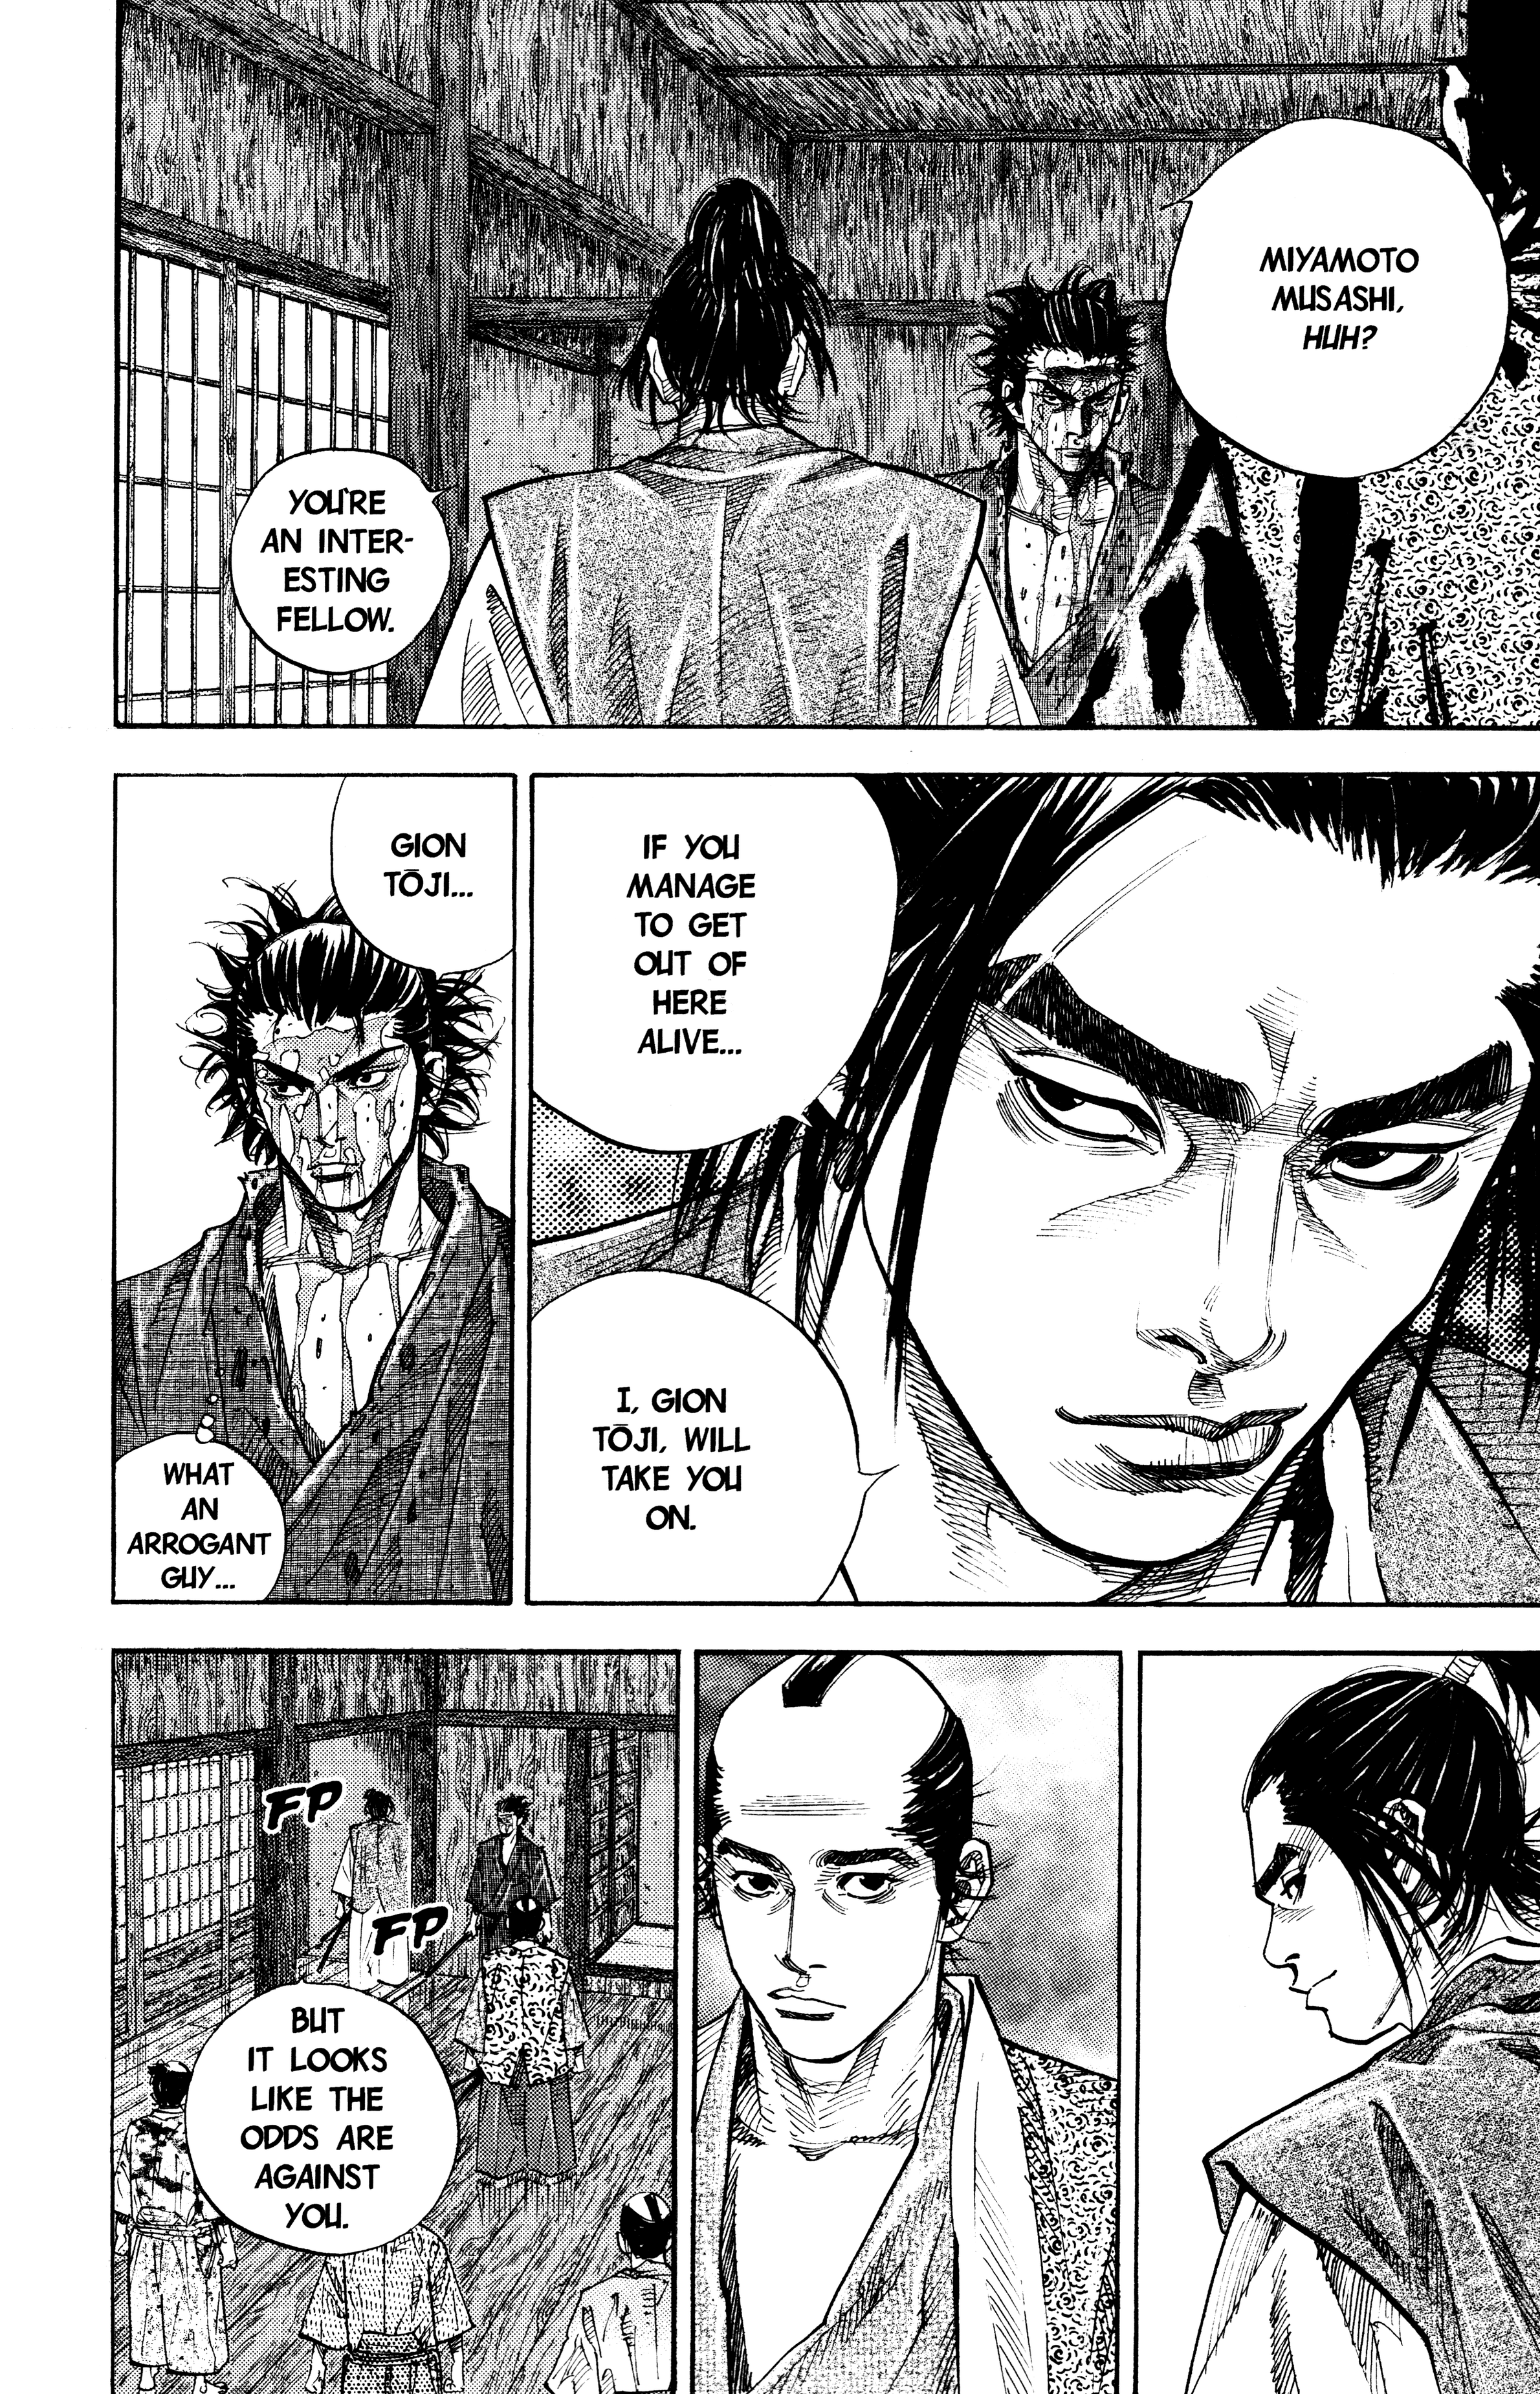 MIYAMOTO
MUSASHI,
HUH?
YOU'RE
AN INTER-
ESTING
FELLOW.
IF YOU
MANAGE
TO GET
OUT OF
HERE
ALIVE...
I, GION
TŌJI, WILL
TAKE YOU
ON.
GION
TŌJI...
WHAT
AN
ARROGANT
GUY...
FP
FP
BUT
IT LOOKS
LIKE THE
ODDS ARE
AGAINST
YOU.